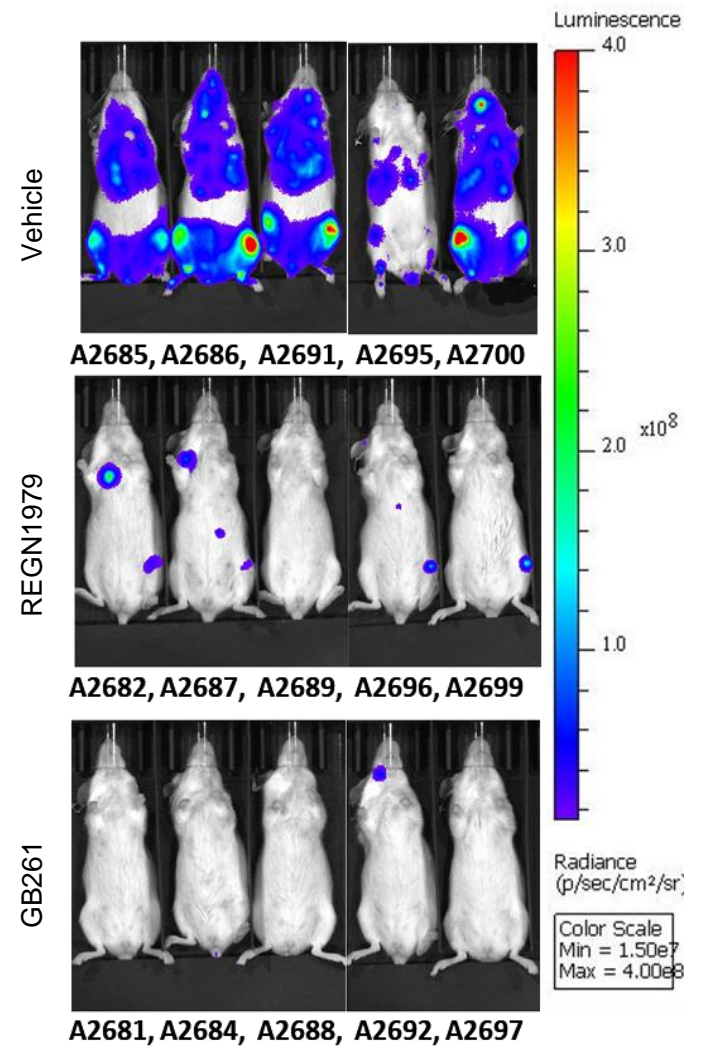 Luminescence
4.0
Vehicle
3.0
A2685, A2686, A2691, A2695, A2700
x10⁸
2.0
REGN1979
1.0
A2682, A2687, A2689, A2696, A2699
GB261
Radiance
(p/sec/cm²/sr)
Color Scale
Min = 1.50e7
Max = 4.00e8
A2681, A2684, A2688, A2692, A2697